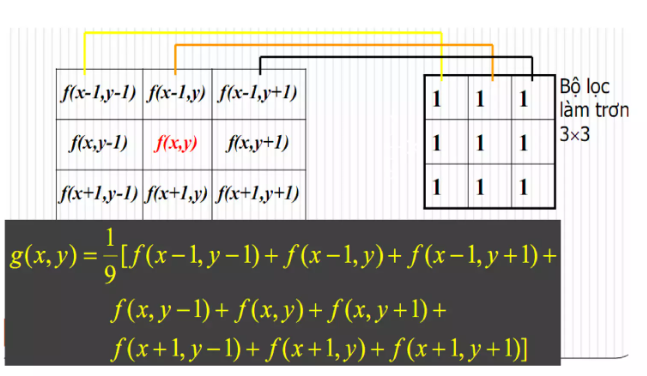 f(x-1,y-1) f(x-1,y) f(x-1,y+1)
f(x,y-1) f(x,y) f(x,y+1)
f(x+1,y-1) f(x+1,y) f(x+1,y+1)
1 1 1
1 1 1
1 1 1
Bộ lọc
làm trơn
3×3
g(x,y) = 1/9 [f(x−1,y−1) + f(x−1,y) + f(x−1,y+1) +
f(x,y−1) + f(x,y) + f(x,y+1) +
f(x+1,y−1) + f(x+1,y) + f(x+1,y+1)]